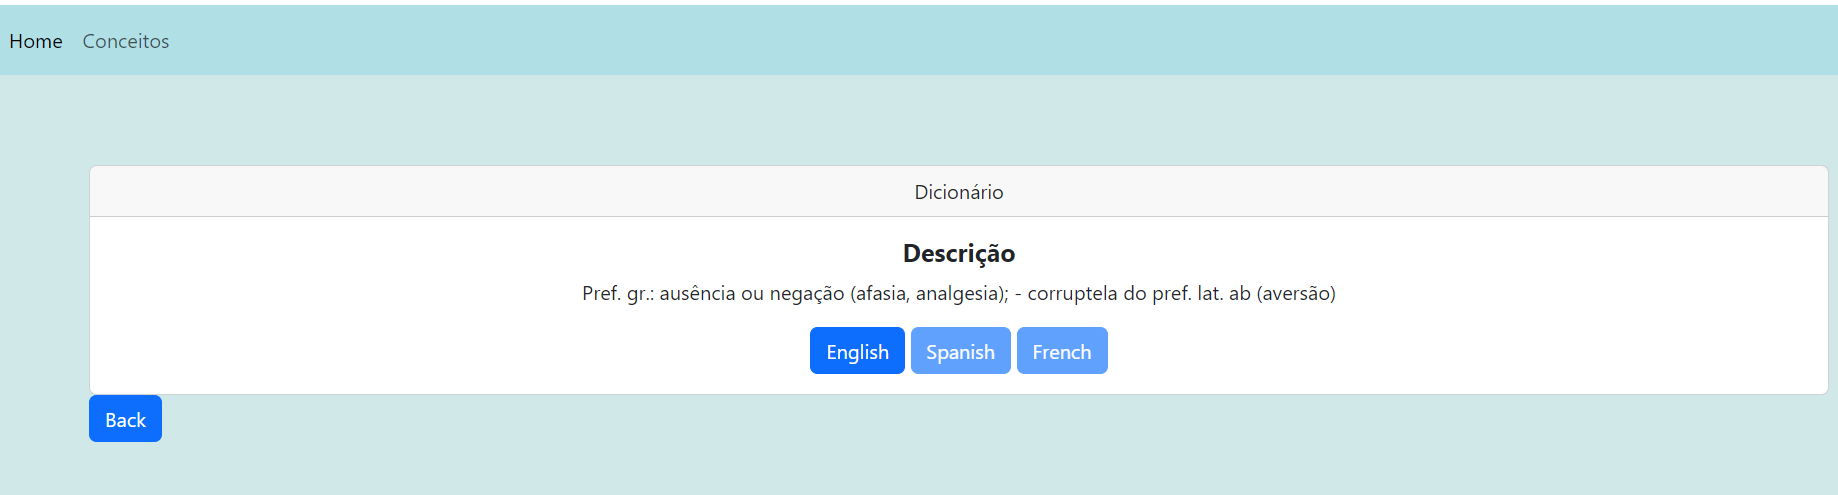 Home Conceitos
Dicionário
Descrição
Pref. gr.: ausência ou negação (afasia, analgesia); - corruptela do pref. lat. ab (aversão)
English Spanish French
Back